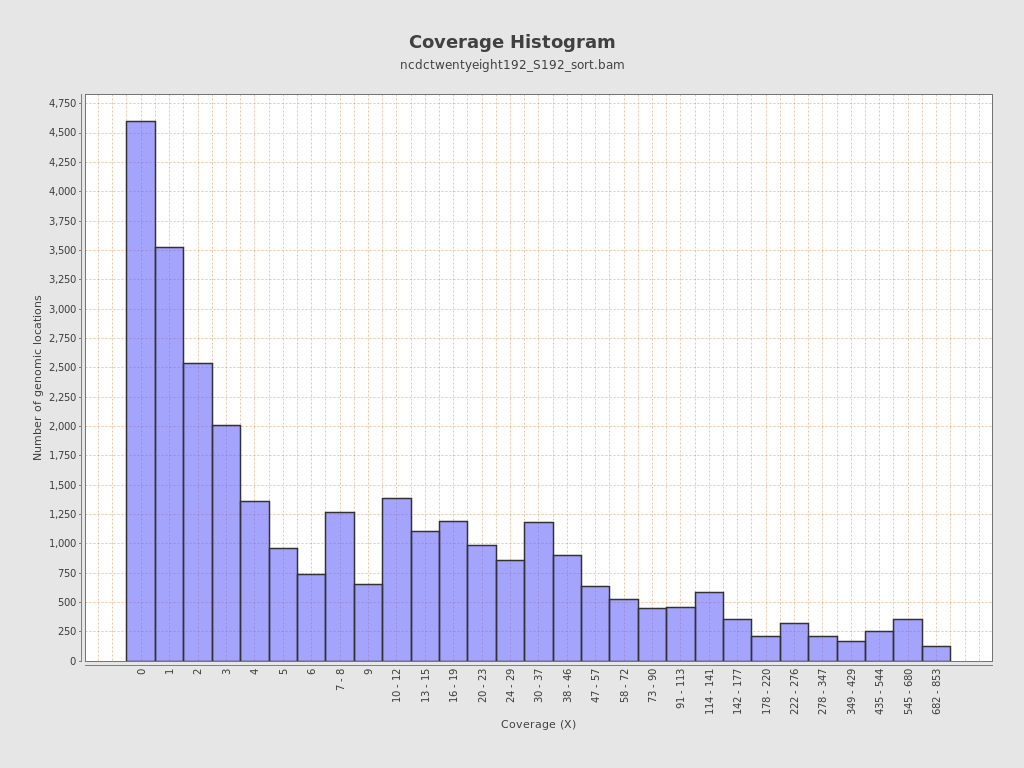 Coverage Histogram
ncdctwentyeight192_S192_sort.bam
Number of genomic locations
4,750
4,500
4,250
4,000
3,750
3,500
3,250
3,000
2,750
2,500
2,250
2,000
1,750
1,500
1,250
1,000
750
500
250
0
0
1
2
3
4
5
6
7 - 8
9
10 - 12
13 - 15
16 - 19
20 - 23
24 - 29
30 - 37
38 - 46
47 - 57
58 - 72
73 - 90
91 - 113
114 - 141
142 - 177
178 - 220
222 - 276
278 - 347
349 - 429
435 - 544
545 - 680
682 - 853
Coverage (X)